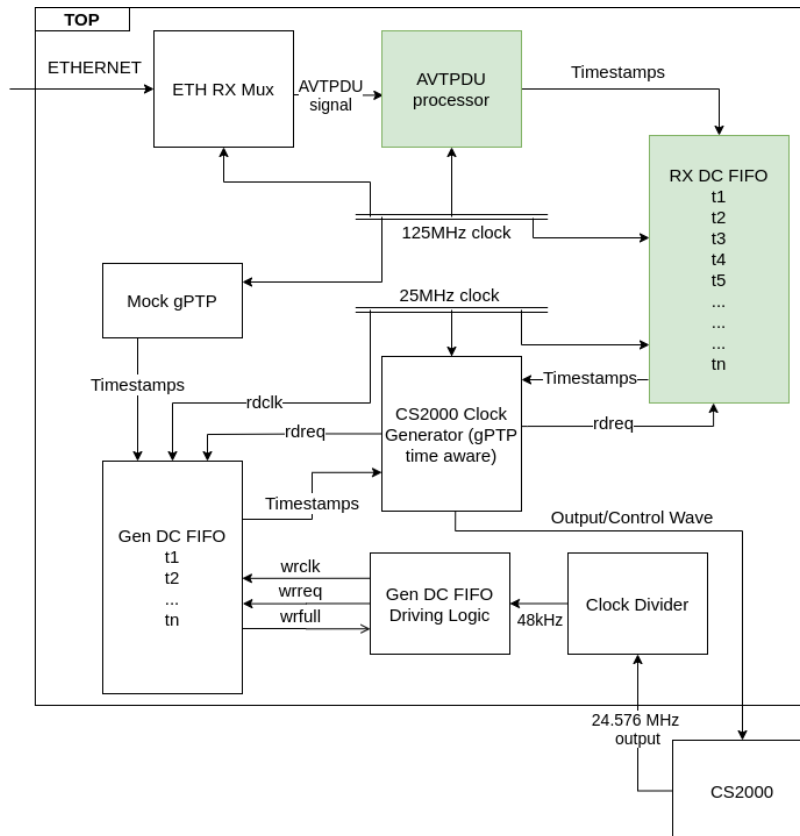 TOP
ETHERNET
ETH RX Mux
AVTPDU
signal
AVTPDU
processor
Timestamps
RX DC FIFO
t1
t2
t3
t4
t5
...
...
...
tn
125MHz clock
Mock gPTP
25MHz clock
Timestamps
Timestamps
rdclk
rdreq
CS2000 Clock
Generator (gPTP
time aware)
rdreq
Timestamps
Output/Control Wave
Gen DC FIFO
t1
t2
...
tn
wrclk
wrreq
wrfull
Gen DC FIFO
Driving Logic
48kHz
Clock Divider
24.576 MHz
output
CS2000